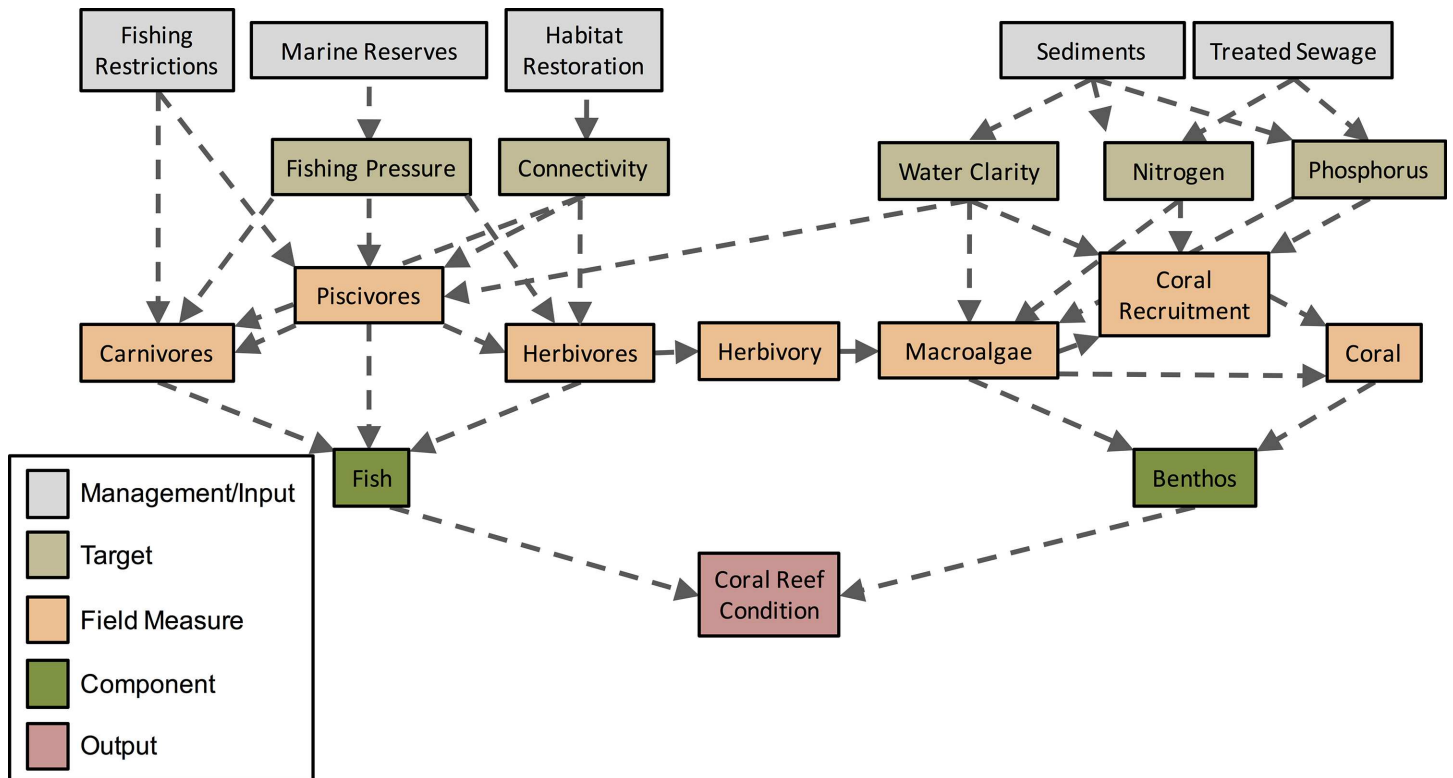 Fishing
Restrictions
Marine Reserves
Habitat
Restoration
Sediments
Treated Sewage
Fishing Pressure
Connectivity
Water Clarity
Nitrogen
Phosphorus
Piscivores
Coral
Recruitment
Carnivores
Herbivores
Herbivory
Macroalgae
Coral
Fish
Benthos
Coral Reef
Condition
Management/Input
Target
Field Measure
Component
Output